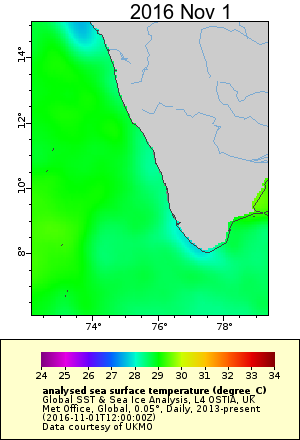 2016 Nov 1
14°
12°
10°
8°
74° 76° 78°
24 25 26 27 28 29 30 31 32 33 34
analysed sea surface temperature (degree_C)
Global SST & Sea Ice Analysis, L4 OSTIA, UK
Met Office, Global, 0.05°, Daily, 2013-present
(2016-11-01T12:00:00Z)
Data courtesy of UKMO